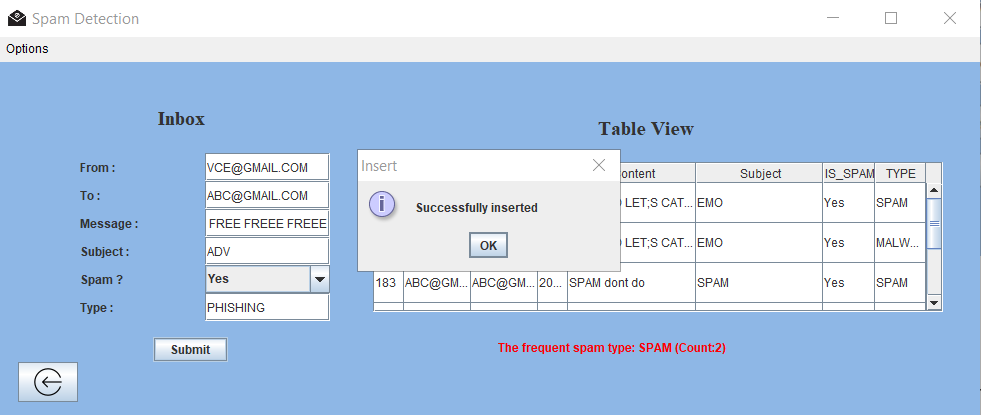 Spam Detection
Options
Inbox
Table View
From :
VCE@GMAIL.COM
To :
ABC@GMAIL.COM
Message :
FREE FREEE FREEE
Subject :
ADV
Spam ?
Yes
Type :
PHISHING
Submit
Insert
Successfully inserted
OK
Subject IS_SPAM TYPE
LET;S CAT... EMO Yes SPAM
LET;S CAT... EMO Yes MALW...
183 ABC@GM... ABC@GM... 20... SPAM dont do SPAM Yes SPAM
The frequent spam type: SPAM (Count:2)